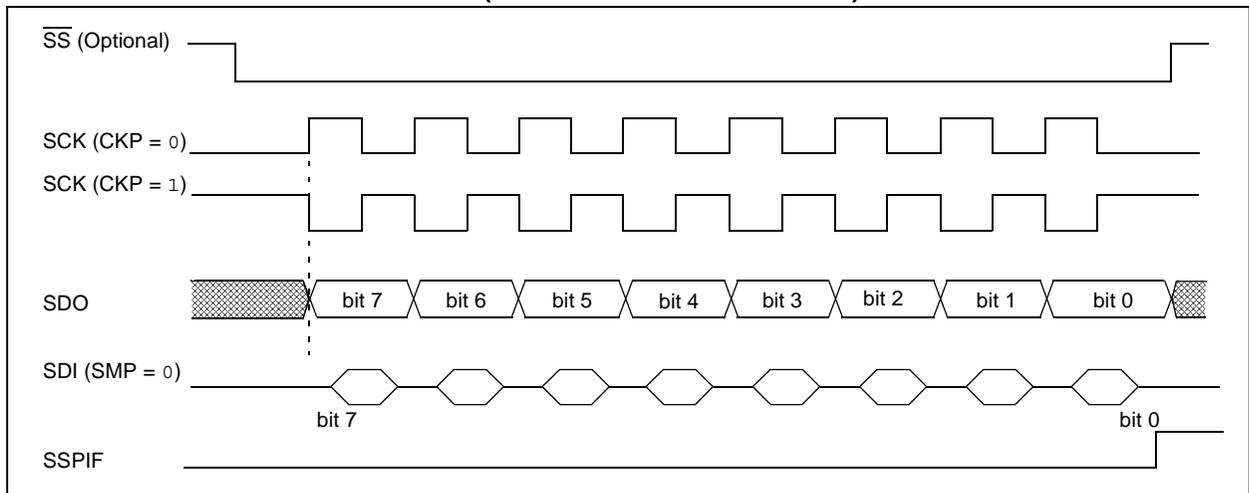 SS (Optional)
SCK (CKP = 0)
SCK (CKP = 1)
SDO
bit 7 bit 6 bit 5 bit 4 bit 3 bit 2 bit 1 bit 0
SDI (SMP = 0)
bit 7 bit 0
SSPIF